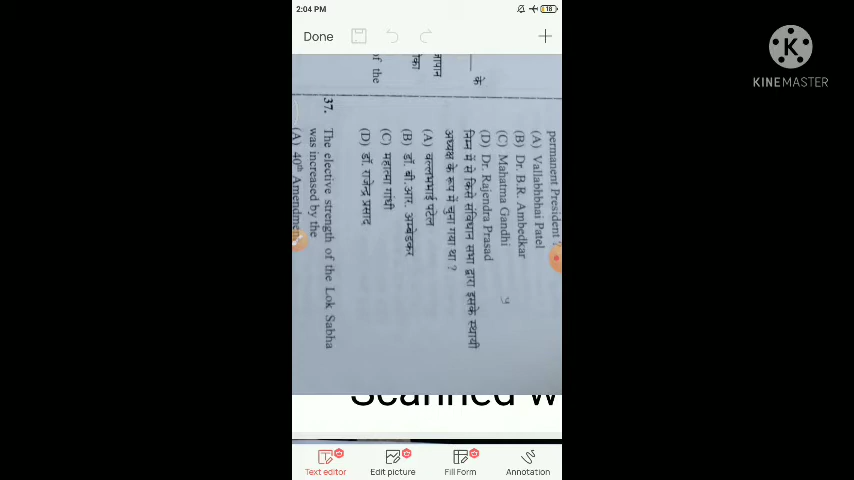 2:04 PM
18
Done
K
KINEMASTER
के
जापान
of the
permanent President ?
(A) Vallabhbhai Patel
(B) Dr. B.R. Ambedkar
(C) Mahatma Gandhi
(D) Dr. Rajendra Prasad
निम्न में से किसे संविधान सभा द्वारा इसके स्थायी
अध्यक्ष के रूप में चुना गया था ?
(A) वल्लभभाई पटेल
(B) डॉ. बी.आर. अम्बेडकर
(C) महात्मा गांधी
(D) डॉ. राजेन्द्र प्रसाद
37. The elective strength of the Lok Sabha
was increased by the
(A) 40th Amendment
Scanned w
Text editor
Edit picture
Fill Form
Annotation